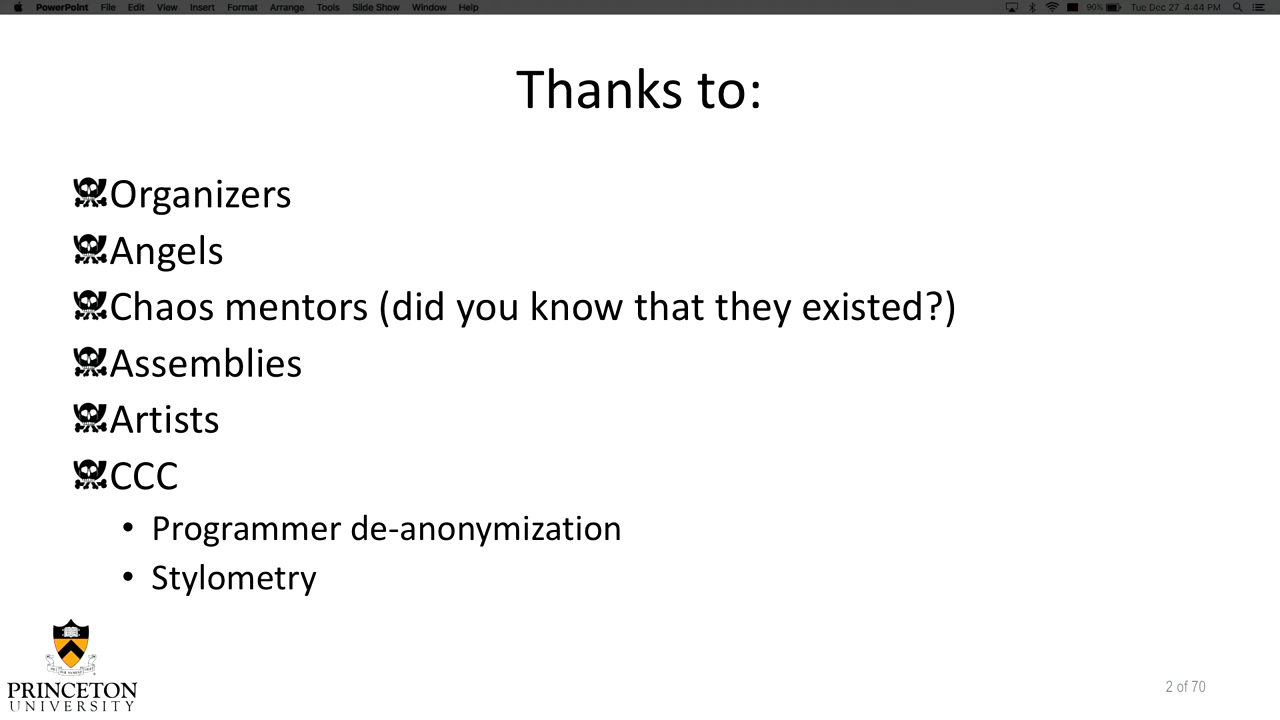 PowerPoint File Edit View Insert Format Arrange Tools Slide Show Window Help 90% Tue Dec 27 4:44 PM
Thanks to:
Organizers
Angels
Chaos mentors (did you know that they existed?)
Assemblies
Artists
CCC
• Programmer de-anonymization
• Stylometry
PRINCETON
UNIVERSITY
2 of 70